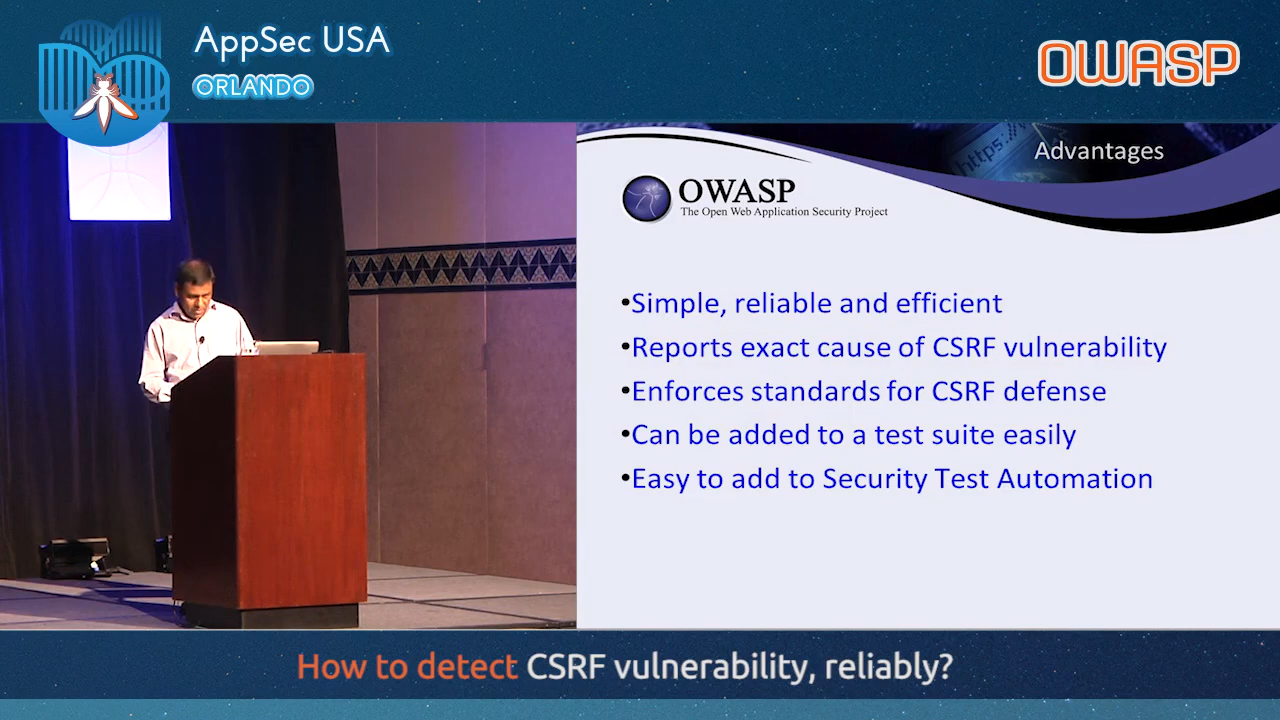 AppSec USA
ORLANDO
OWASP
https://
Advantages
OWASP
The Open Web Application Security Project
•Simple, reliable and efficient
•Reports exact cause of CSRF vulnerability
•Enforces standards for CSRF defense
•Can be added to a test suite easily
•Easy to add to Security Test Automation
How to detect CSRF vulnerability, reliably?